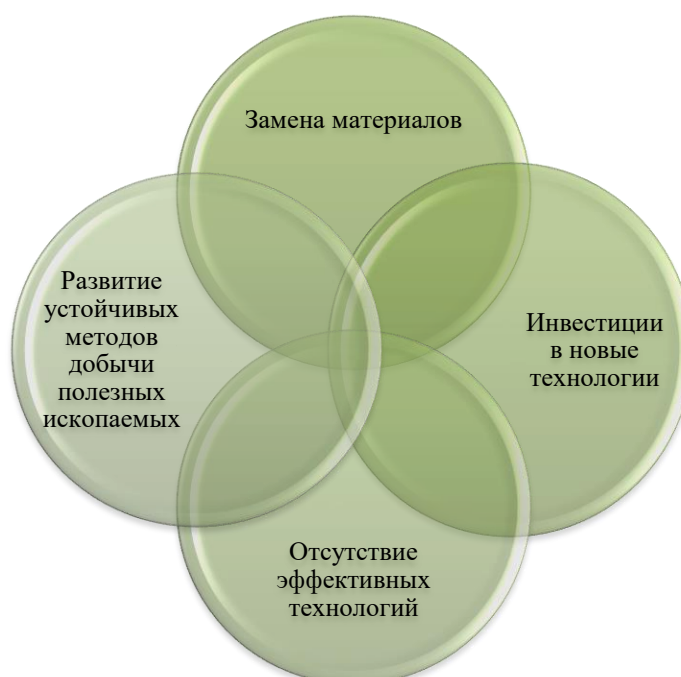 Замена материалов
Развитие
устойчивых
методов
добычи
полезных
ископаемых
Инвестиции
в новые
технологии
Отсутствие
эффективных
технологий